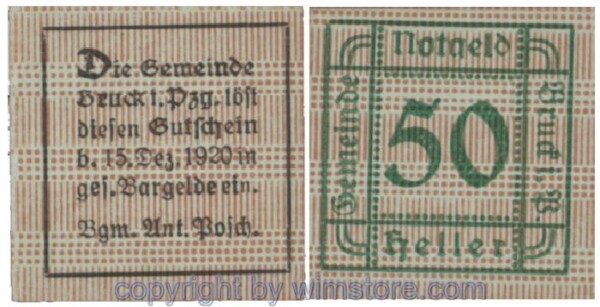 Die Gemeinde
Bruck i. Pzg. löst
diesen Gutschein
b. 15. Dez. 1920 in
ges. Bargelde ein.
Bgm. Ant. Posch.
Notgeld
Gemeinde
50
Bruck i. P
Heller
copyright by wimstore.com